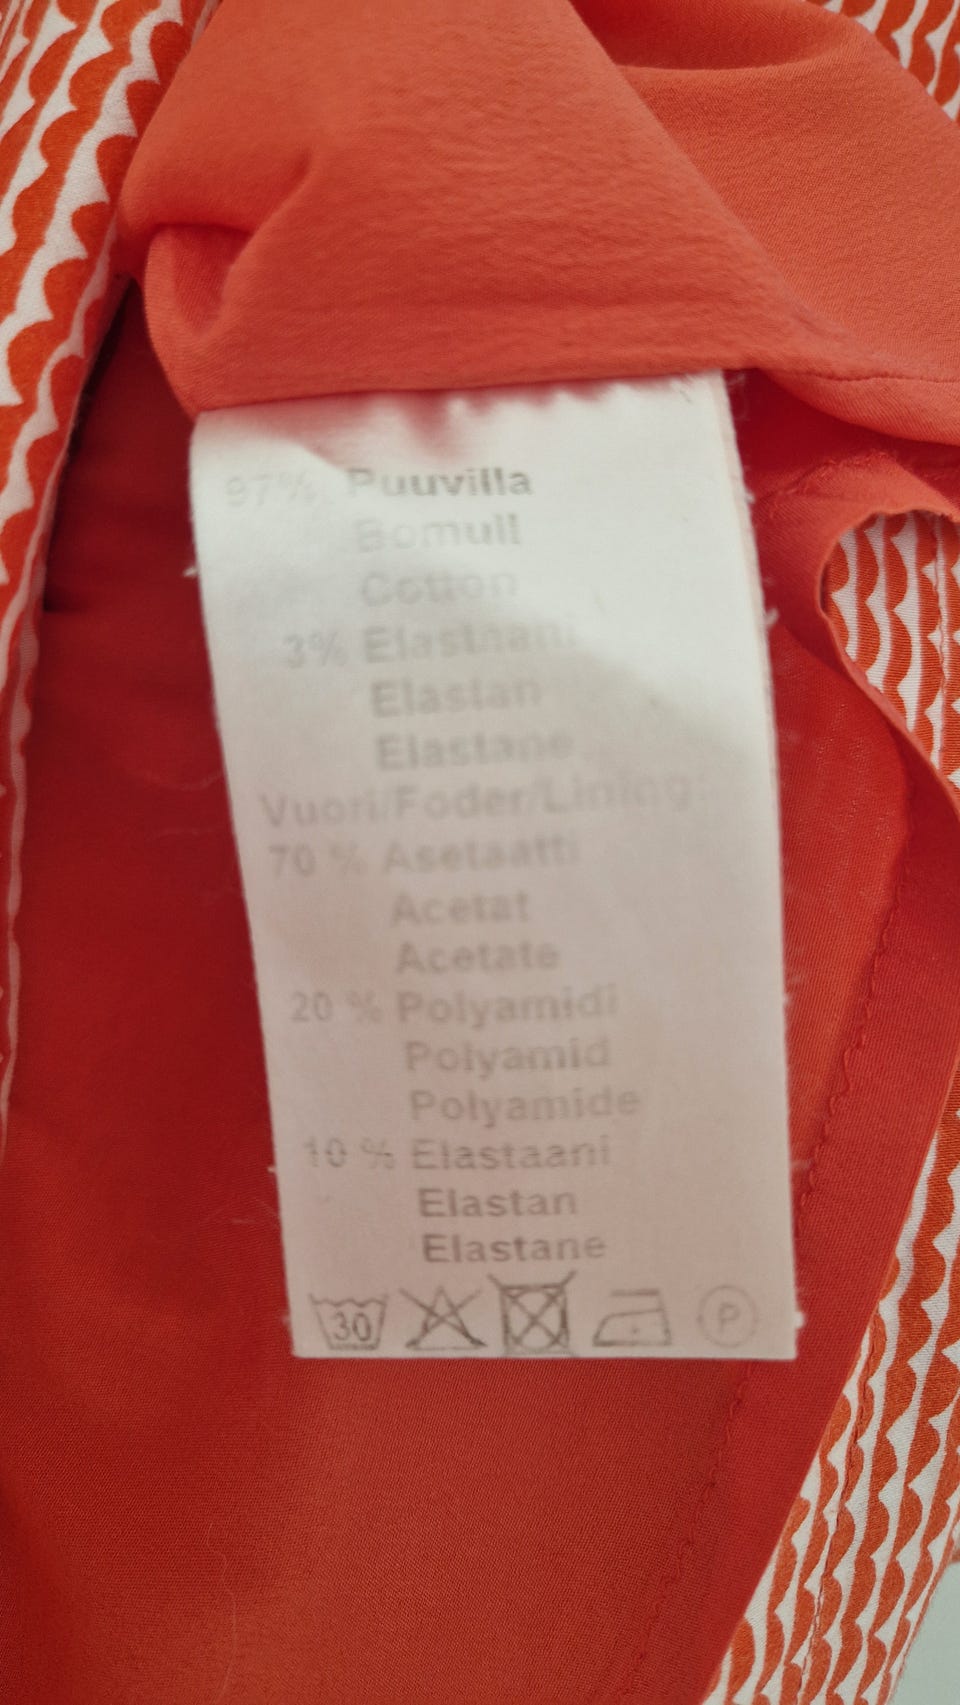 97% Puuvilla
Bomull
Cotton
3% Elasthaani
Elastan
Elastane
Vuori/Foder/Lining:
70 % Asetaatti
Acetat
Acetate
20 % Polyamidi
Polyamid
Polyamide
10 % Elastaani
Elastan
Elastane
30 P